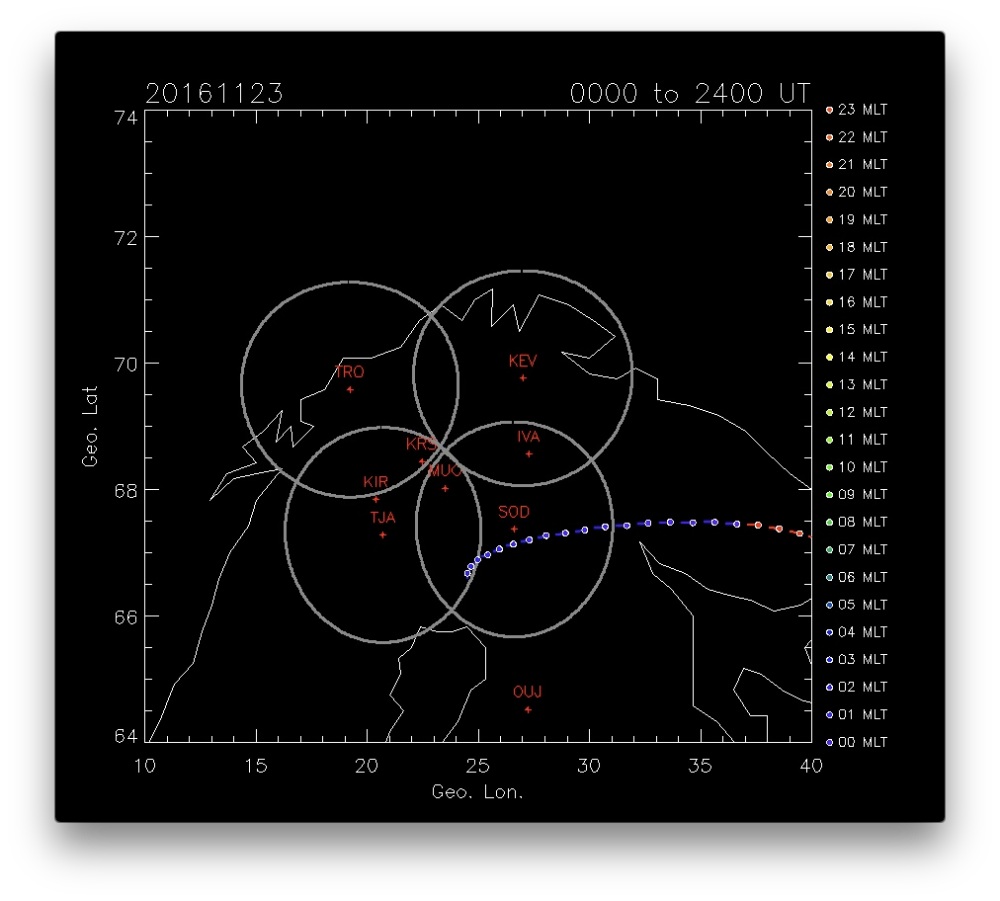 20161123 0000 to 2400 UT
74
72
70
68
66
64
Geo. Lat
10 15 20 25 30 35 40
Geo. Lon.
TRO
KEV
KRS
IVA
MUO
KIR
SOD
TJA
OUJ
23 MLT
22 MLT
21 MLT
20 MLT
19 MLT
18 MLT
17 MLT
16 MLT
15 MLT
14 MLT
13 MLT
12 MLT
11 MLT
10 MLT
09 MLT
08 MLT
07 MLT
06 MLT
05 MLT
04 MLT
03 MLT
02 MLT
01 MLT
00 MLT